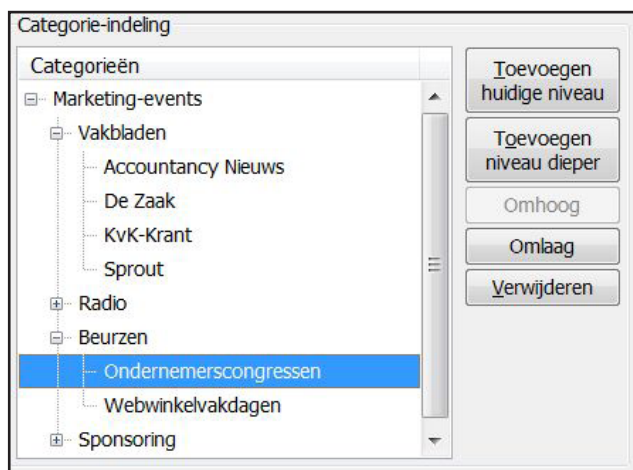 Categorie-indeling
Categorieën
Marketing-events
Vakbladen
Accountancy Nieuws
De Zaak
KvK-Krant
Sprout
Radio
Beurzen
Ondernemerscongressen
Webwinkelvakdagen
Sponsoring
Toevoegen
huidige niveau
Toevoegen
niveau dieper
Omhoog
Omlaag
Verwijderen